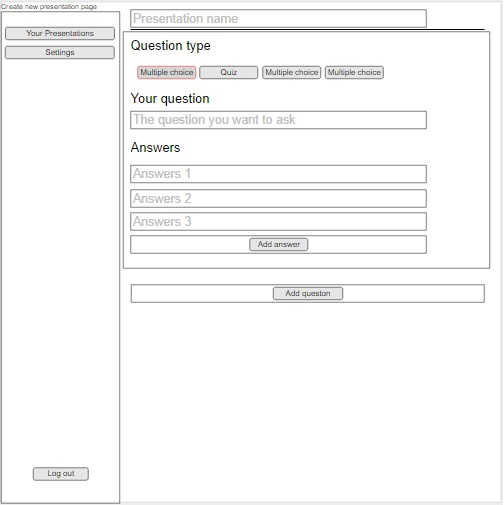 Create new presentation page
Your Presentations
Settings
Log out
Presentation name
Question type
Multiple choice Quiz Multiple choice Multiple choice
Your question
The question you want to ask
Answers
Answers 1
Answers 2
Answers 3
Add answer
Add queston